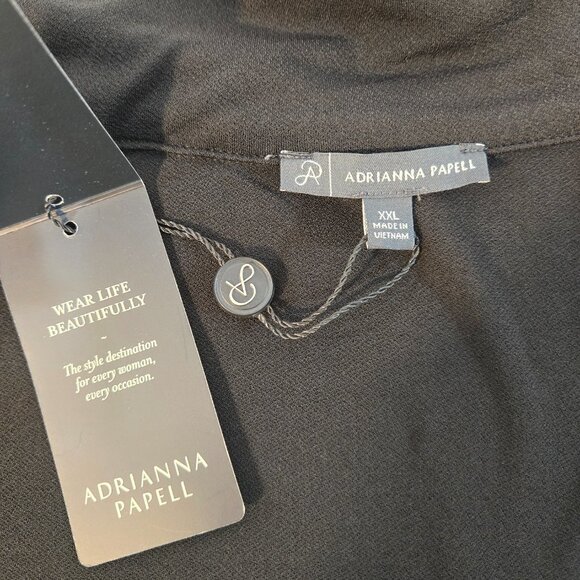 WEAR LIFE
BEAUTIFULLY
~
The style destination
for every woman,
every occasion.
ADRIANNA
PAPELL
ADRIANNA PAPELL
XXL
MADE IN
VIETNAM